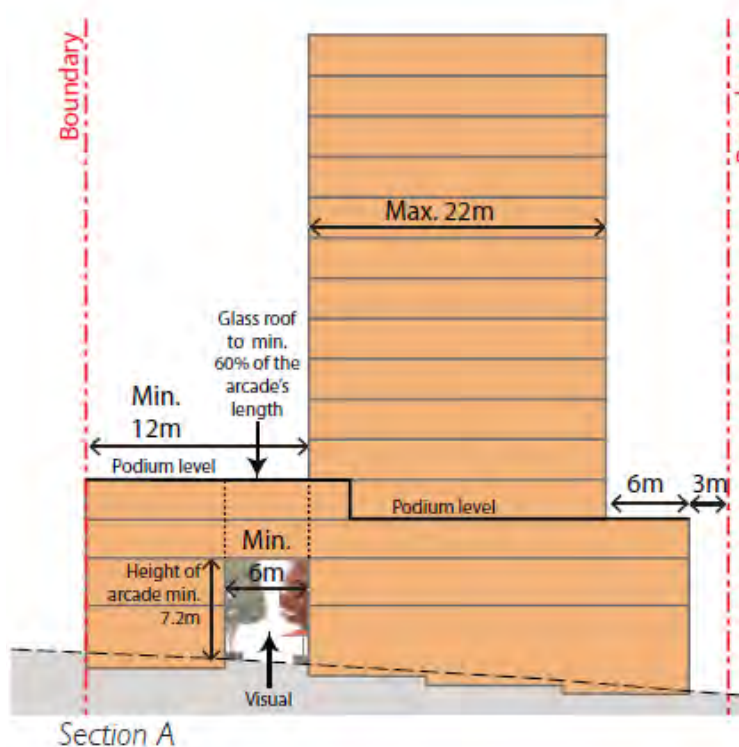 Boundary
Max. 22m
Glass roof
to min.
60% of the
arcade's
length
Min.
12m
Podium level
6m
3m
Podium level
Min.
6m
Height of
arcade min.
7.2m
Visual
Section A